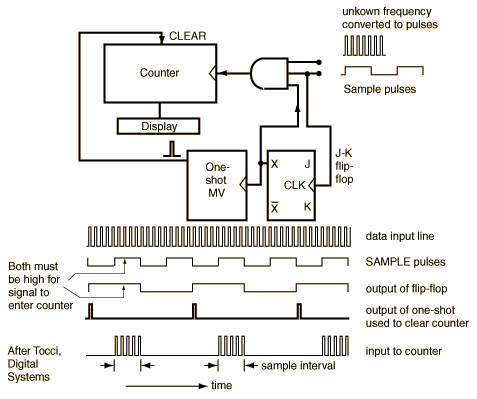 unkown frequency
converted to pulses
Sample pulses
CLEAR
Counter
Display
One-
shot
MV
X
J
CLK
X
K
J-K
flip-
flop
data input line
SAMPLE pulses
Both must
be high for
signal to
enter counter
output of flip-flop
output of one-shot
used to clear counter
input to counter
After Tocci,
Digital
Systems
sample interval
time